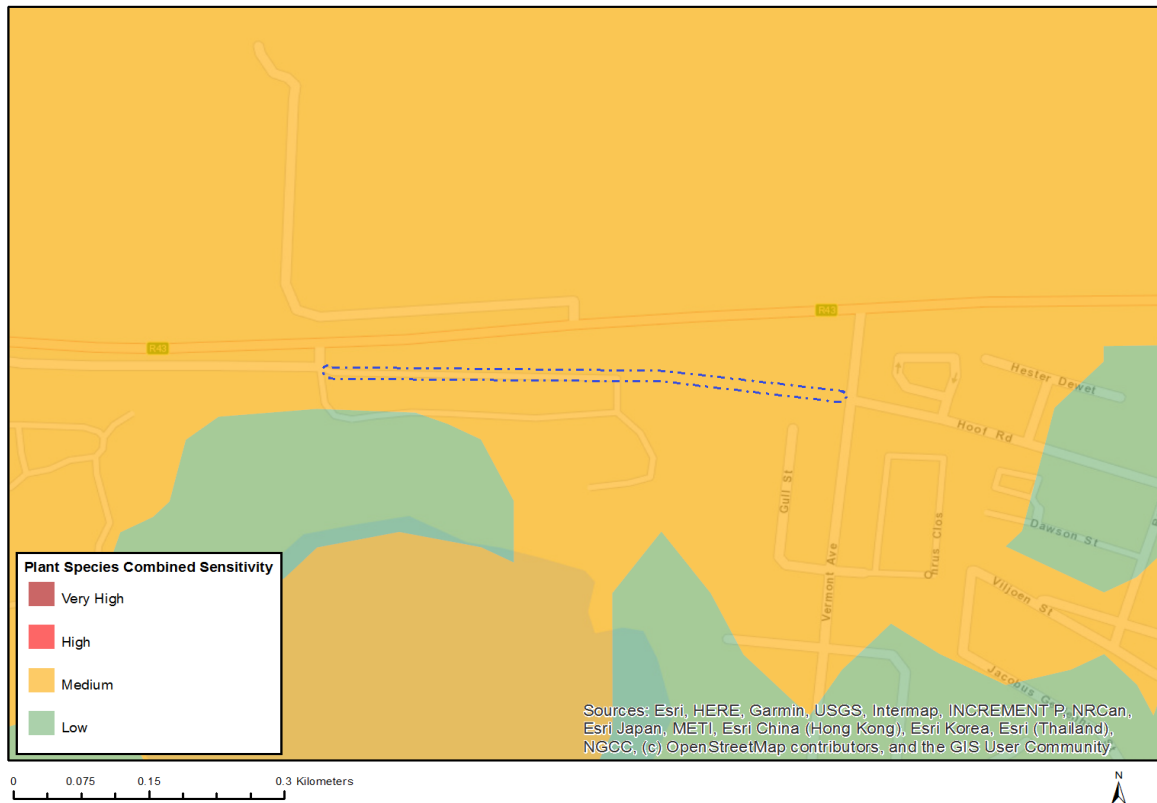 R43
R43
Hester Dewet
Hoof Rd
Gull St
Dawson St
Vermont Ave
Viljoen St
Plant Species Combined Sensitivity
Very High
High
Medium
Low
Sources: Esri, HERE, Garmin, USGS, Intermap, INCREMENT P, NRCan,
Esri Japan, METI, Esri China (Hong Kong), Esri Korea, Esri (Thailand),
NGCC, (c) OpenStreetMap contributors, and the GIS User Community
0 0.075 0.15 0.3 Kilometers
N